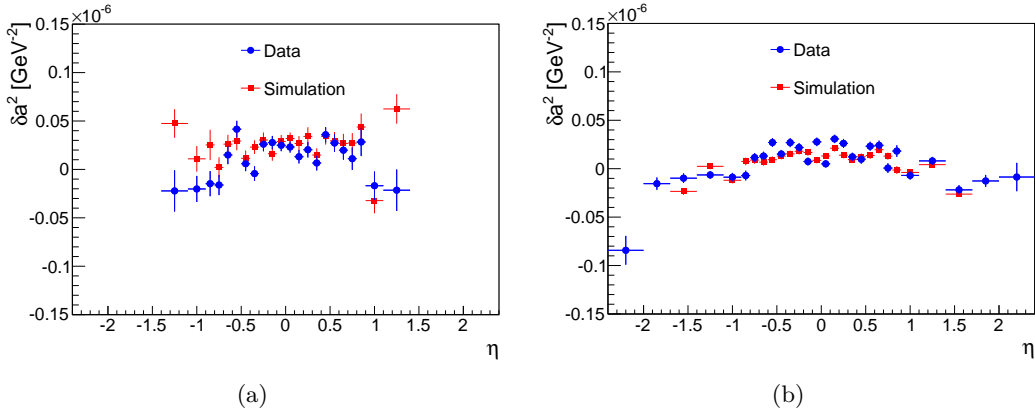 ×10⁻⁶
δa² [GeV⁻²]
0.15
0.1
0.05
0
-0.05
-0.1
-0.15
Data
Simulation
-2 -1.5 -1 -0.5 0 0.5 1 1.5 2
η
(a)
×10⁻⁶
δa² [GeV⁻²]
0.15
0.1
0.05
0
-0.05
-0.1
-0.15
Data
Simulation
-2 -1.5 -1 -0.5 0 0.5 1 1.5 2
η
(b)